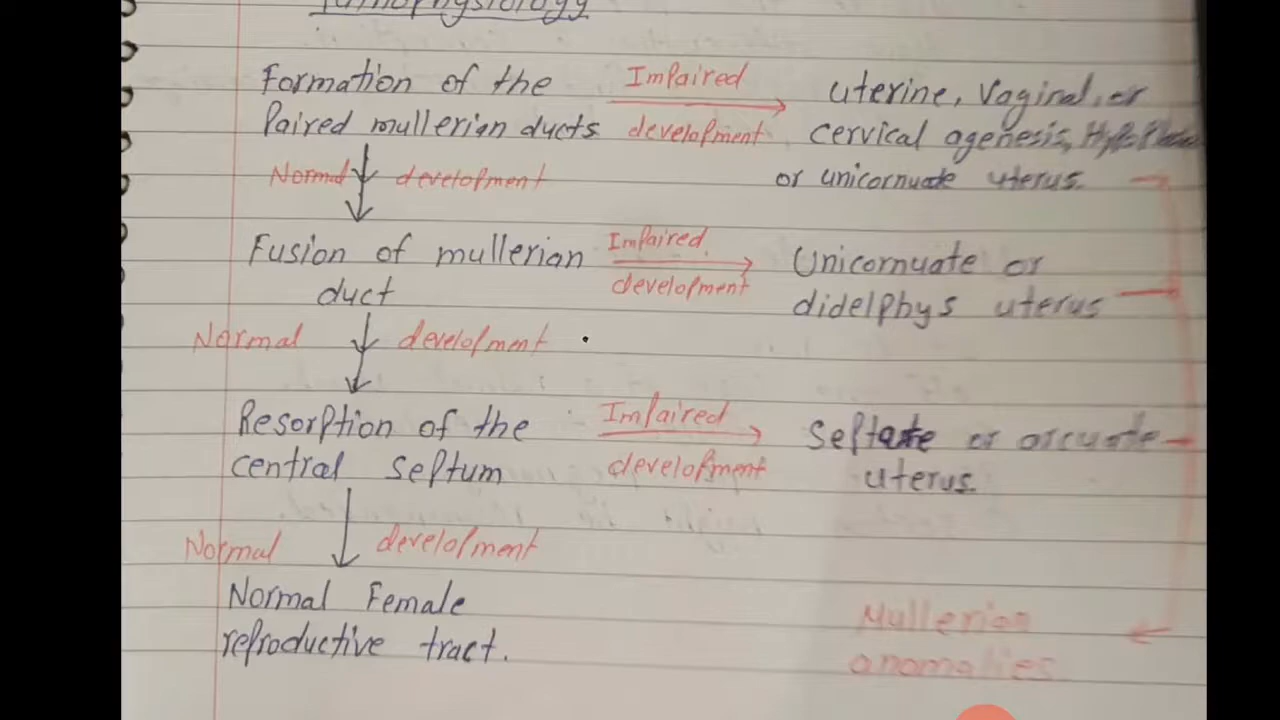 Pathophysiology
Formation of the Impaired uterine, Vaginal, or
Paired mullerian ducts development cervical agenesis, Hypoplasia
Normal development or unicornuate uterus.
Fusion of mullerian Impaired Unicornuate or
duct development didelphys uterus
Normal development
Resorption of the Impaired Septate or arcuate
central septum development uterus.
Normal development
Normal Female Mullerian
reproductive tract. anomalies